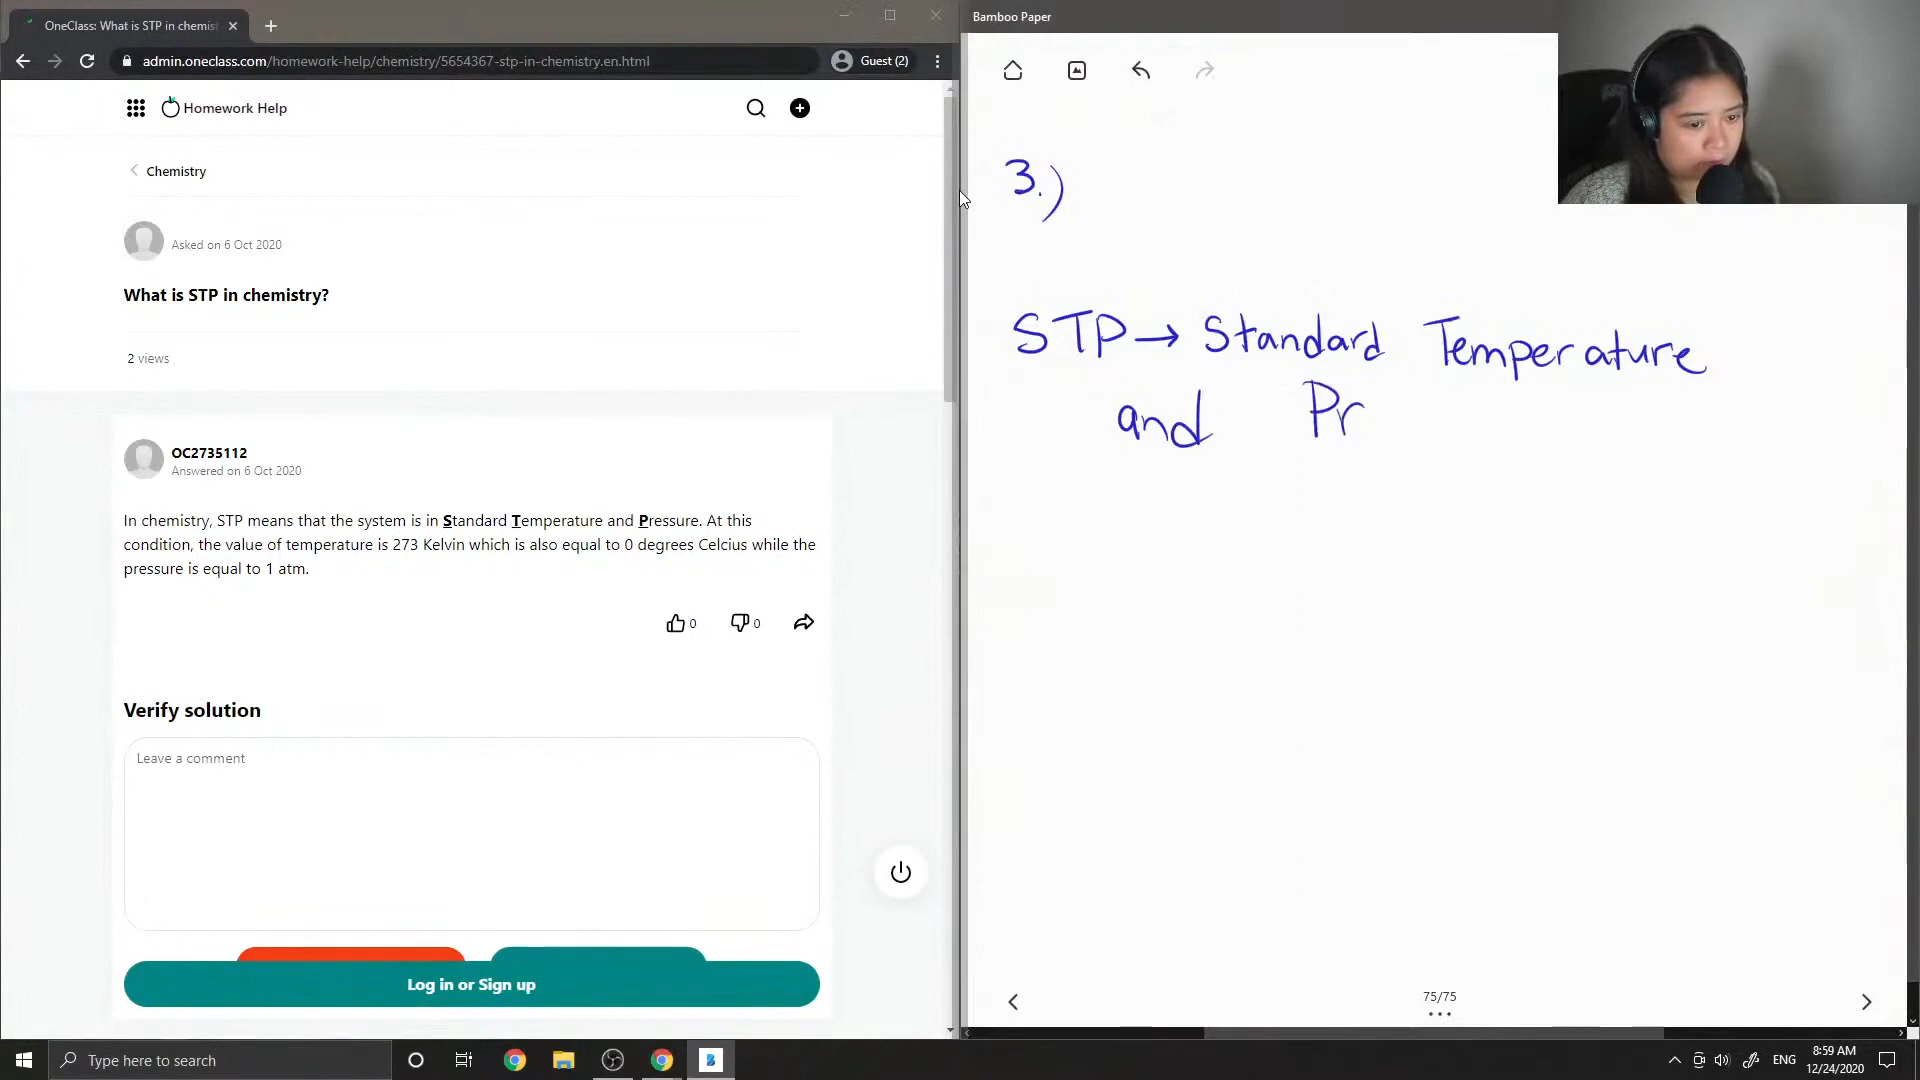 OneClass: What is STP in chemist
Bamboo Paper
admin.oneclass.com/homework-help/chemistry/5654367-stp-in-chemistry.en.html
Guest (2)
Homework Help
Chemistry
Asked on 6 Oct 2020
What is STP in chemistry?
2 views
OC2735112
Answered on 6 Oct 2020
In chemistry, STP means that the system is in Standard Temperature and Pressure. At this
condition, the value of temperature is 273 Kelvin which is also equal to 0 degrees Celcius while the
pressure is equal to 1 atm.
0
0
Verify solution
Leave a comment
Log in or Sign up
3.)
STP → Standard Temperature
and Pr
75/75
Type here to search
ENG
8:59 AM
12/24/2020